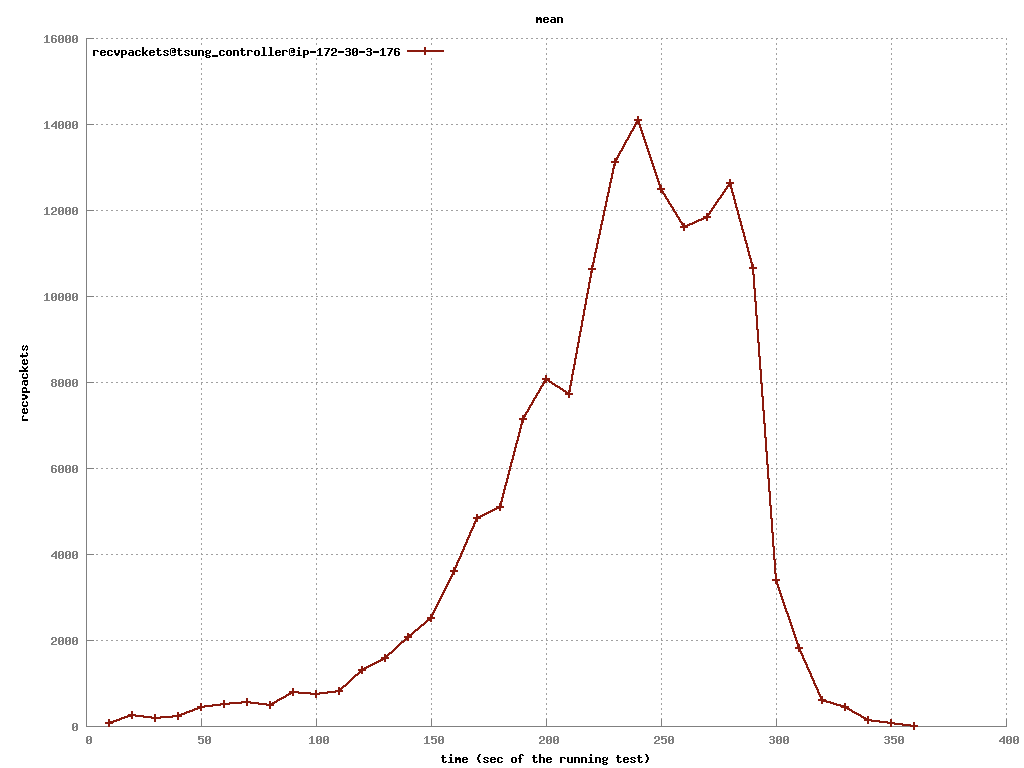 mean
16000
recvpackets@tsung_controller@ip-172-30-3-176
14000
12000
10000
8000
6000
4000
2000
0
recvpackets
0 50 100 150 200 250 300 350 400
time (sec of the running test)